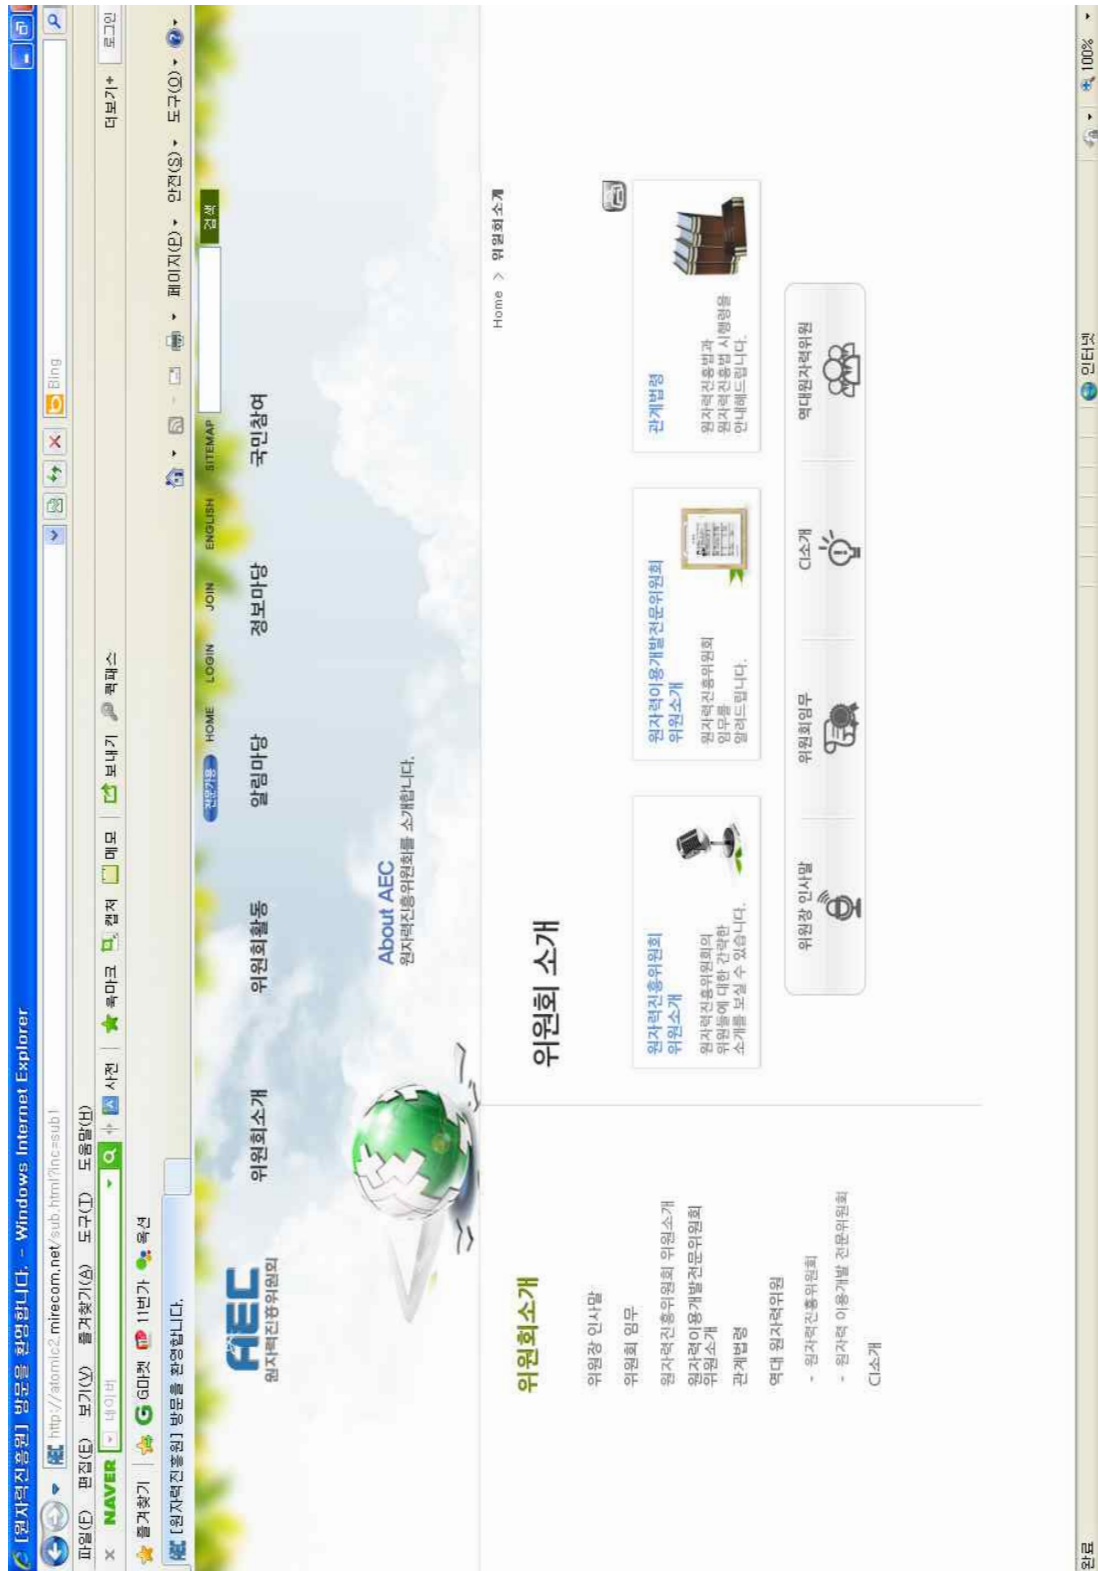 [원자력진흥원] 방문을 환영합니다. - Windows Internet Explorer
AEC http://atomic2.mirecom.net/sub.html?inc=sub1
Bing
파일(F) 편집(E) 보기(V) 즐겨찾기(A) 도구(T) 도움말(H)
x NAVER 네이버 사전 북마크 캡처 메모 보내기 퀵패스 더보기+ 로그인
즐겨찾기 G마켓 11번가 옥션
AEC [원자력진흥원] 방문을 환영합니다.
페이지(P) 안전(S) 도구(O)
전문가용 HOME LOGIN JOIN ENGLISH SITEMAP 검색
AEC
원자력진흥위원회
위원회소개 위원회활동 알림마당 정보마당 국민참여
About AEC
원자력진흥위원회를 소개합니다.
위원회소개
위원장 인사말
위원회 임무
원자력진흥위원회 위원소개
원자력이용개발전문위원회
위원소개
관계법령
역대 원자력위원
- 원자력진흥위원회
- 원자력 이용개발 전문위원회
CI소개
Home > 위원회소개
위원회 소개
원자력진흥위원회
위원소개
원자력진흥위원회의
위원들에 대한 간략한
소개를 보실 수 있습니다.
원자력이용개발전문위원회
위원소개
원자력진흥위원회
임무를
알려드립니다.
관계법령
원자력진흥법과
원자력진흥법 시행령을
안내해드립니다.
위원장 인사말 위원회임무 CI소개 역대원자력위원
완료 인터넷 100%